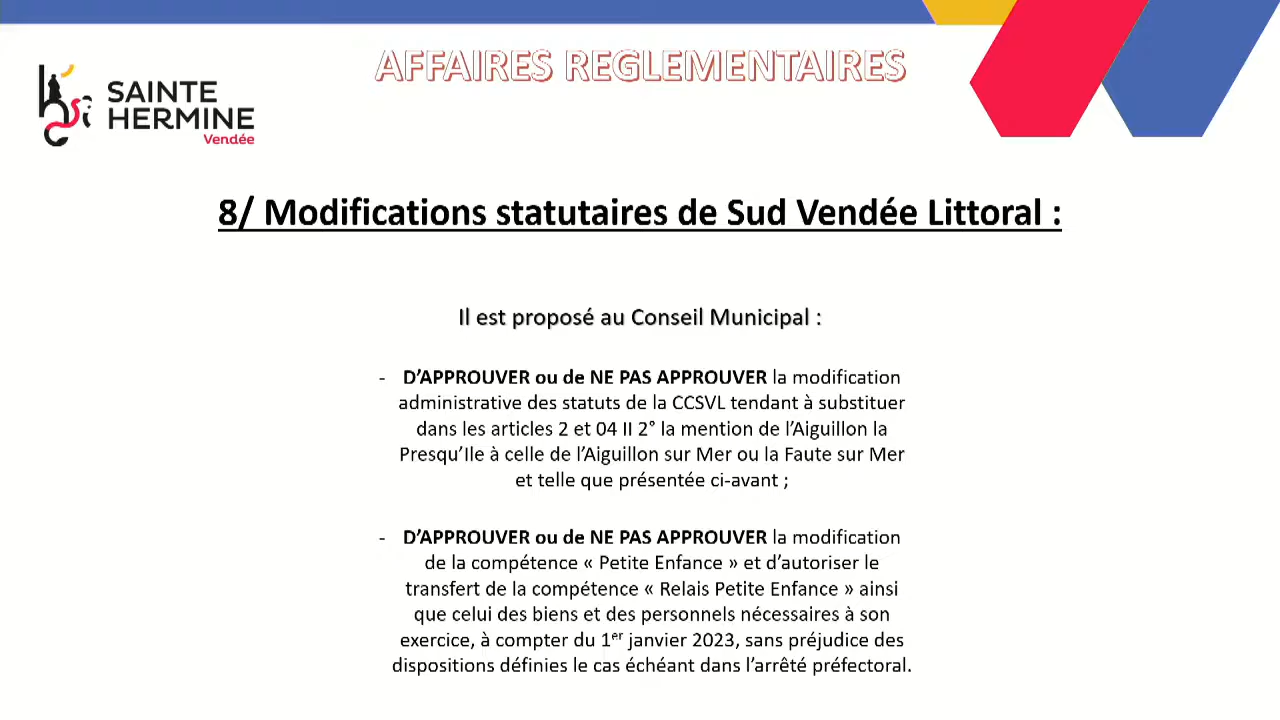 AFFAIRES REGLEMENTAIRES
SAINTE
HERMINE
Vendée
8/ Modifications statutaires de Sud Vendée Littoral :
Il est proposé au Conseil Municipal :
- D’APPROUVER ou de NE PAS APPROUVER la modification
administrative des statuts de la CCSVL tendant à substituer
dans les articles 2 et 04 II 2° la mention de l’Aiguillon la
Presqu’Ile à celle de l’Aiguillon sur Mer ou la Faute sur Mer
et telle que présentée ci-avant ;
- D’APPROUVER ou de NE PAS APPROUVER la modification
de la compétence « Petite Enfance » et d’autoriser le
transfert de la compétence « Relais Petite Enfance » ainsi
que celui des biens et des personnels nécessaires à son
exercice, à compter du 1er janvier 2023, sans préjudice des
dispositions définies le cas échéant dans l’arrêté préfectoral.